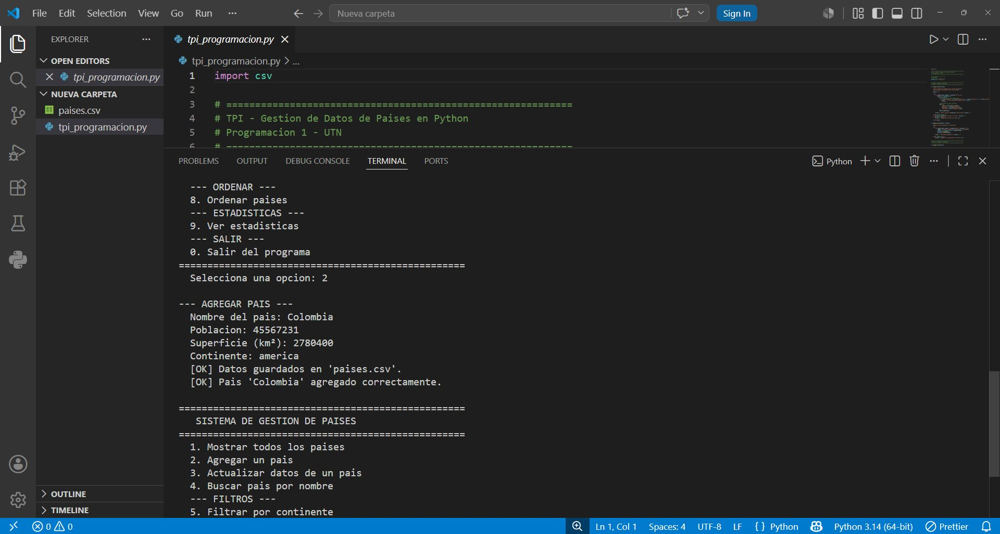 File Edit Selection View Go Run ···
Nueva carpeta
Sign In
EXPLORER ···
OPEN EDITORS
tpi_programacion.py
NUEVA CARPETA
paises.csv
tpi_programacion.py
OUTLINE
TIMELINE
tpi_programacion.py
tpi_programacion.py > ...
1 import csv
2
3 # =============================================================
4 # TPI - Gestion de Datos de Paises en Python
5 # Programacion 1 - UTN
6 # =============================================================
PROBLEMS OUTPUT DEBUG CONSOLE TERMINAL PORTS
Python
--- ORDENAR ---
8. Ordenar paises
--- ESTADISTICAS ---
9. Ver estadisticas
--- SALIR ---
0. Salir del programa
==================================================
Selecciona una opcion: 2
--- AGREGAR PAIS ---
Nombre del pais: Colombia
Poblacion: 45567231
Superficie (km²): 2780400
Continente: america
[OK] Datos guardados en 'paises.csv'.
[OK] Pais 'Colombia' agregado correctamente.
==================================================
SISTEMA DE GESTION DE PAISES
==================================================
1. Mostrar todos los paises
2. Agregar un pais
3. Actualizar datos de un pais
4. Buscar pais por nombre
--- FILTROS ---
5. Filtrar por continente
0 0
Ln 1, Col 1 Spaces: 4 UTF-8 LF { } Python Python 3.14 (64-bit) Prettier